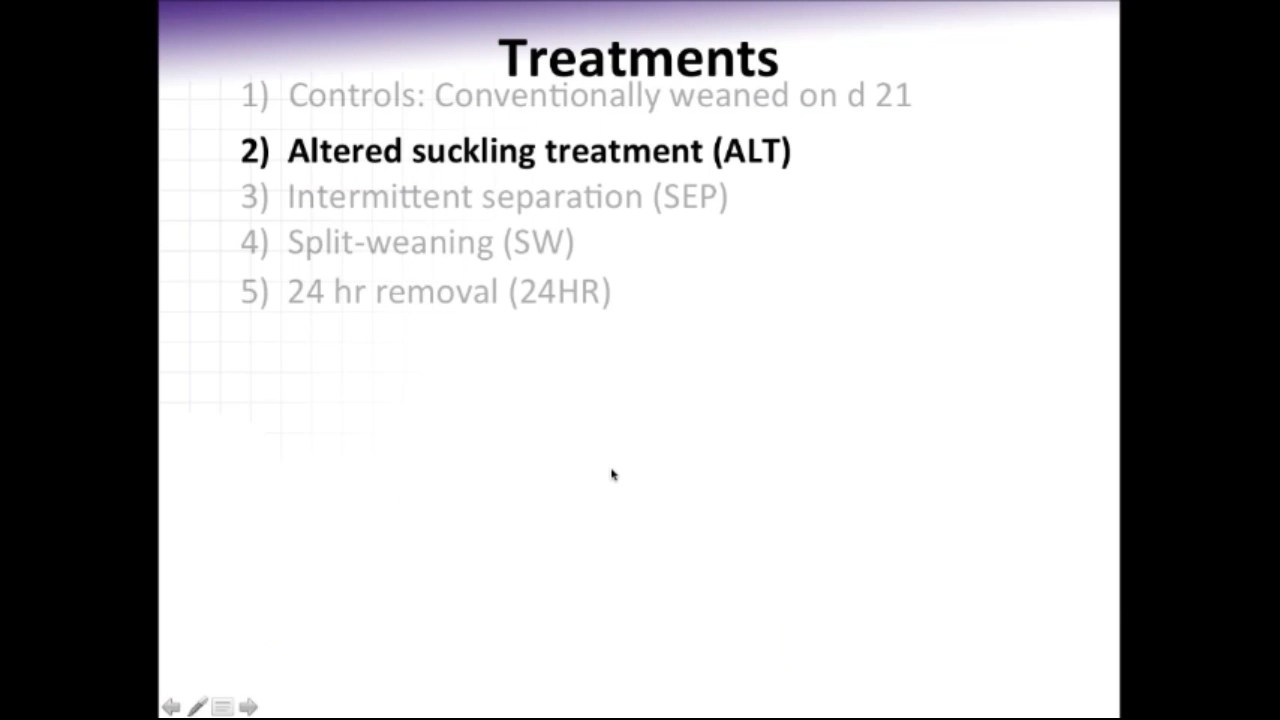 Treatments
1) Controls: Conventionally weaned on d 21
2) Altered suckling treatment (ALT)
3) Intermittent separation (SEP)
4) Split-weaning (SW)
5) 24 hr removal (24HR)